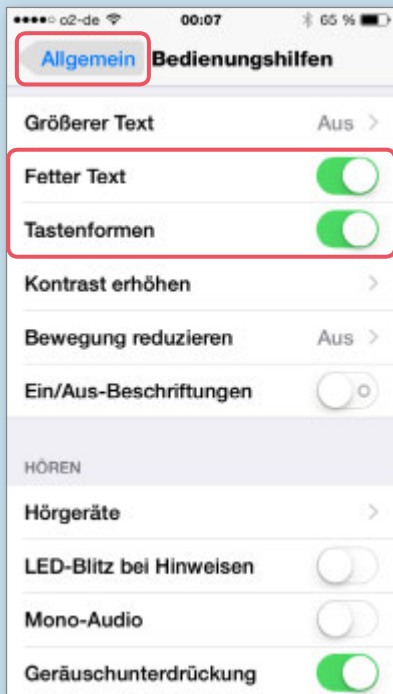 o2-de 00:07 65 %
Allgemein Bedienungshilfen
Größerer Text Aus
Fetter Text
Tastenformen
Kontrast erhöhen
Bewegung reduzieren Aus
Ein/Aus-Beschriftungen
HÖREN
Hörgeräte
LED-Blitz bei Hinweisen
Mono-Audio
Geräuschunterdrückung